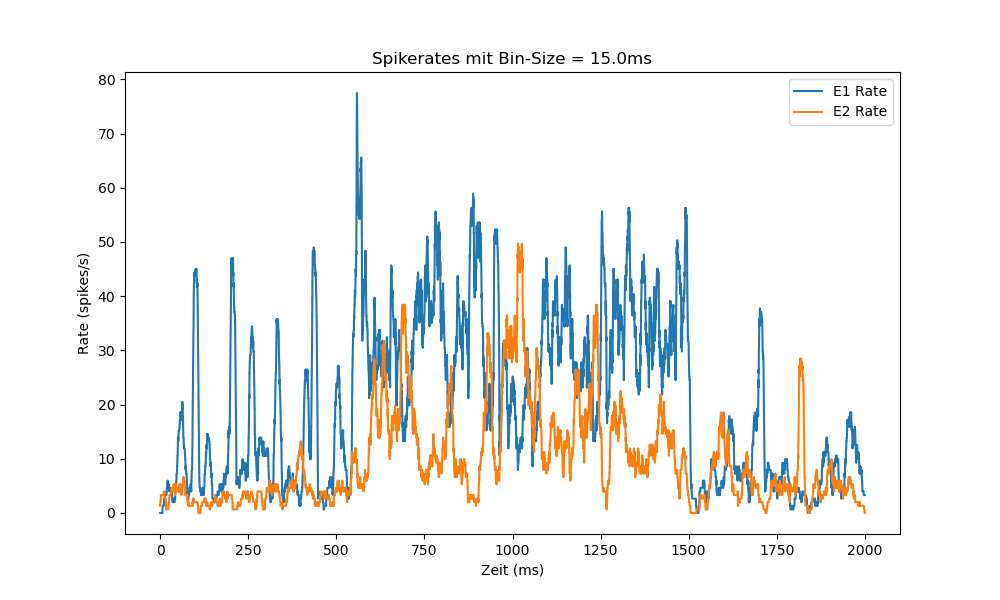 Spikerates mit Bin-Size = 15.0ms
E1 Rate
E2 Rate
80
70
60
50
40
30
20
10
0
Rate (spikes/s)
0 250 500 750 1000 1250 1500 1750 2000
Zeit (ms)